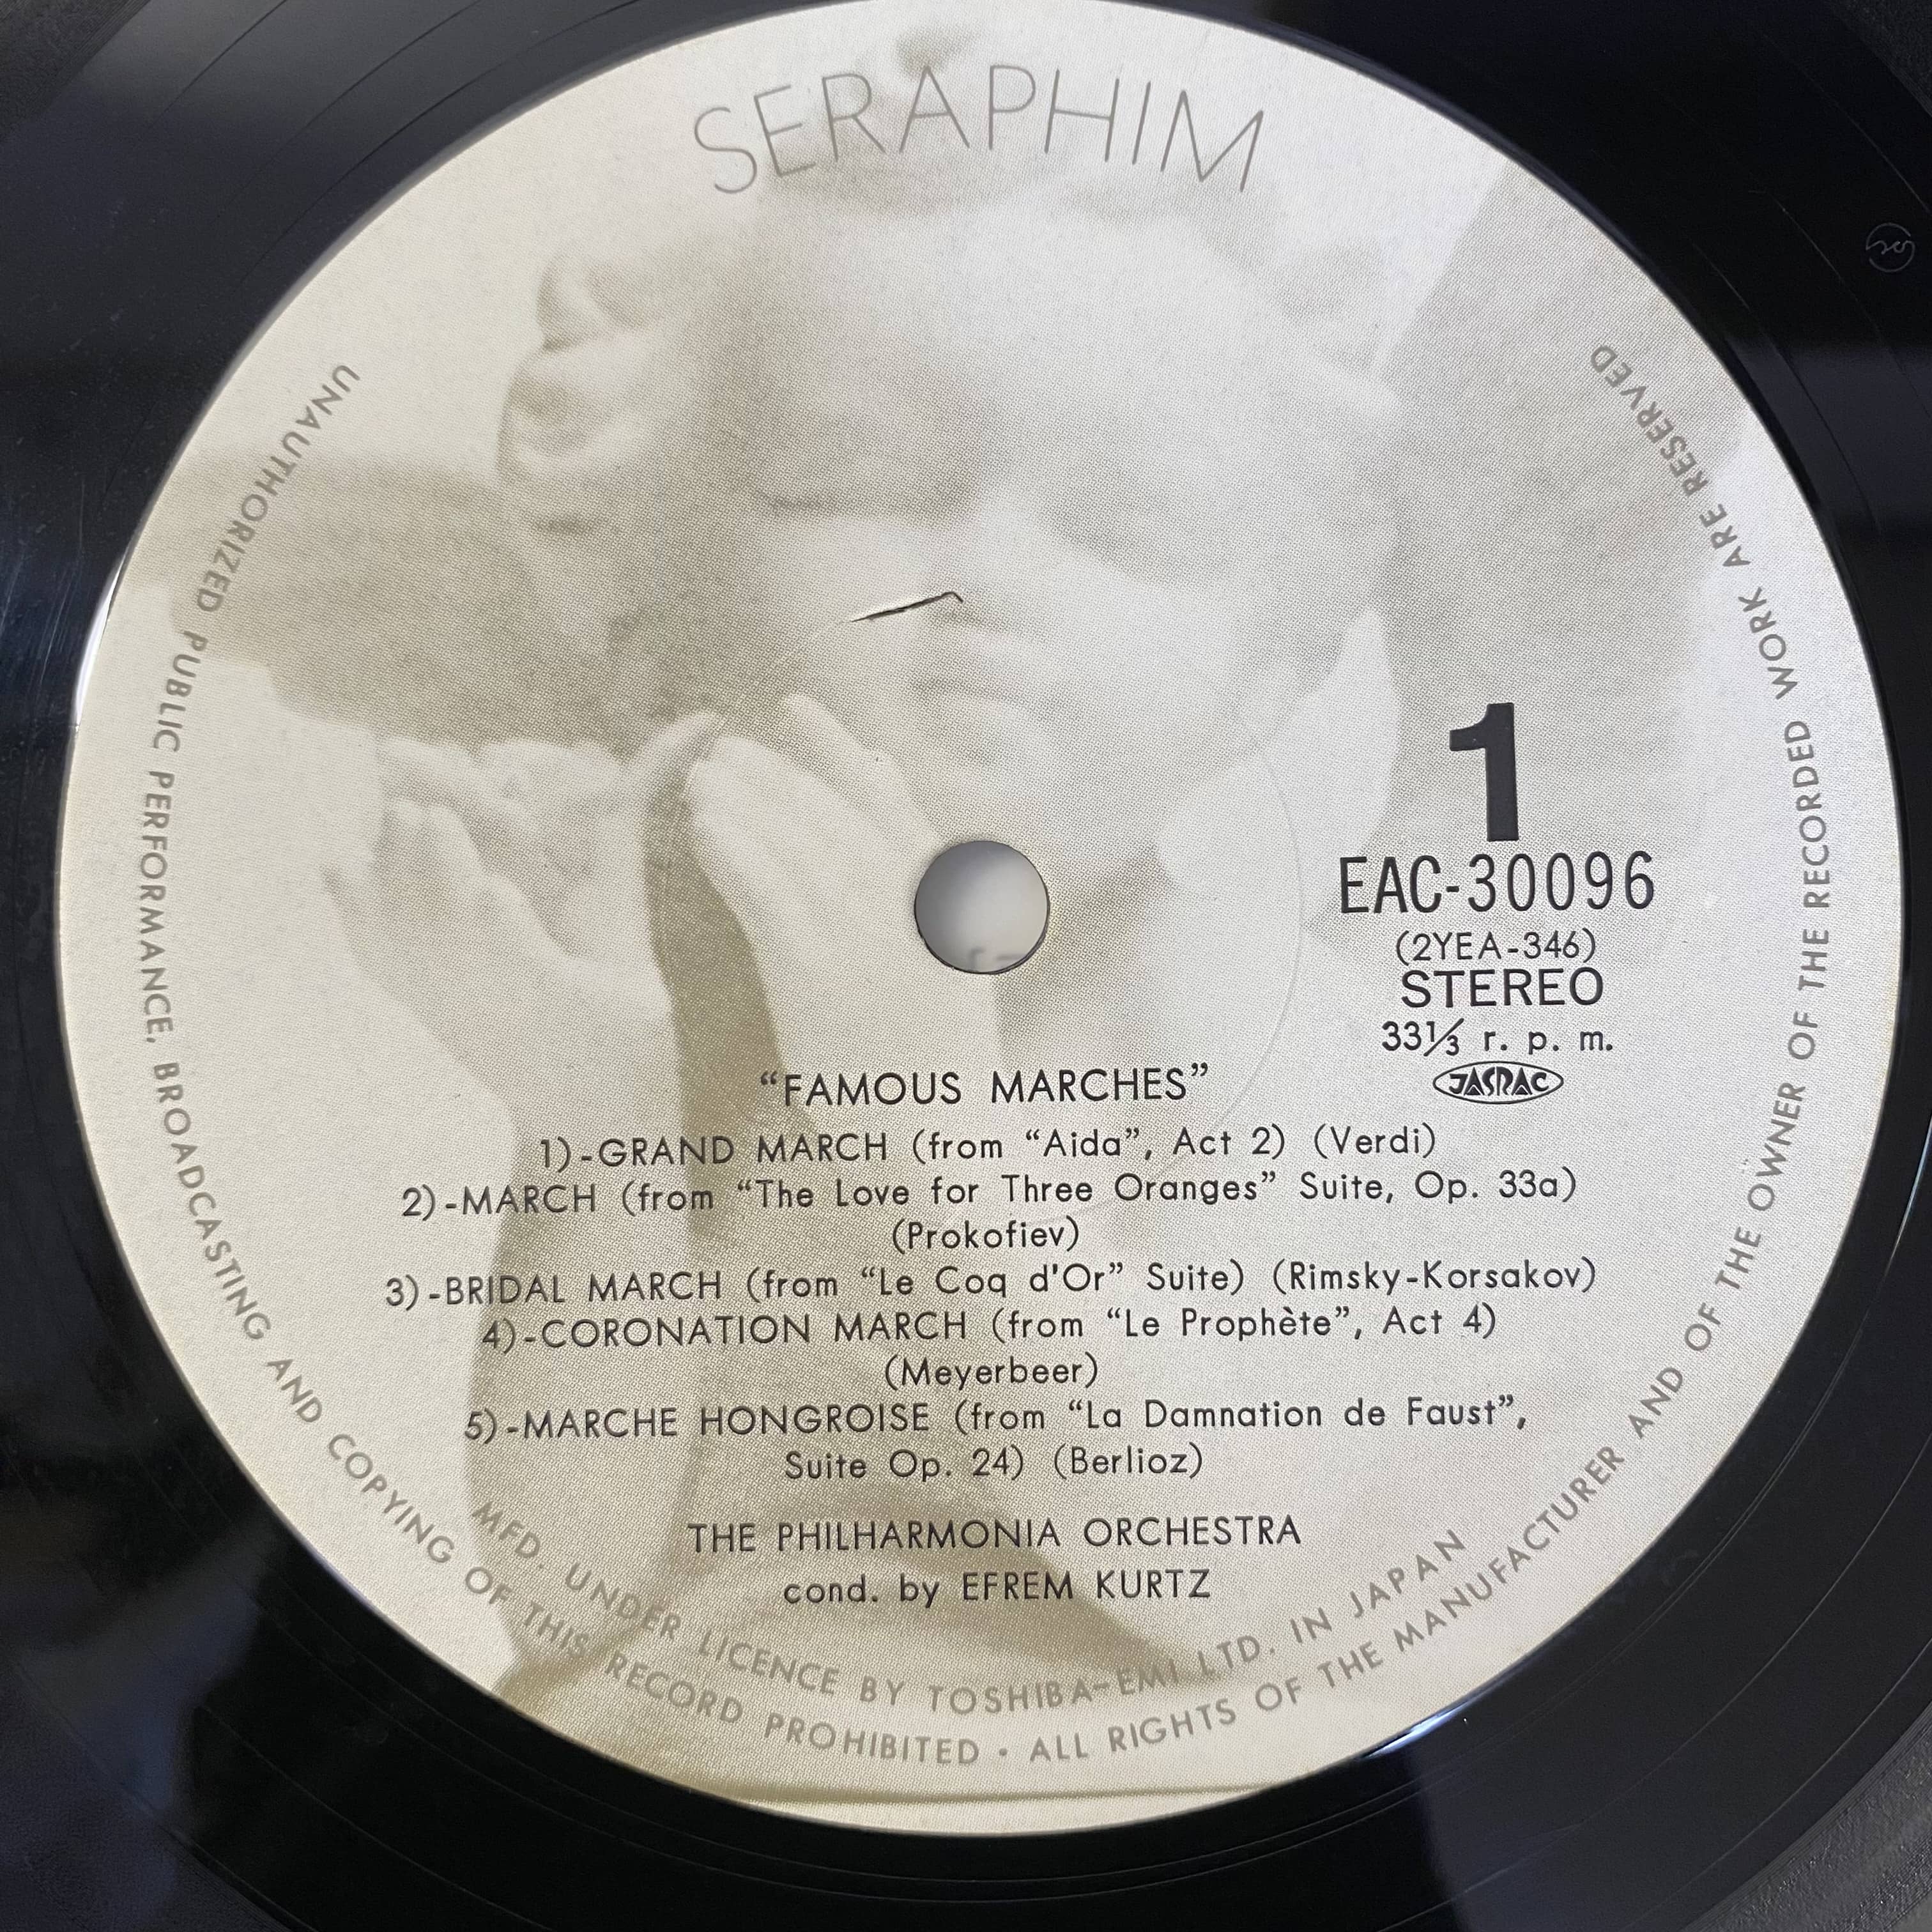 SERAPHIM
1
EAC-30096
(2YEA-346)
STEREO
33⅓ r. p. m.
JASRAC
“FAMOUS MARCHES”
1)-GRAND MARCH (from “Aida”, Act 2) (Verdi)
2)-MARCH (from “The Love for Three Oranges” Suite, Op. 33a)
(Prokofiev)
3)-BRIDAL MARCH (from “Le Coq d'Or” Suite) (Rimsky-Korsakov)
4)-CORONATION MARCH (from “Le Prophète”, Act 4)
(Meyerbeer)
5)-MARCHE HONGROISE (from “La Damnation de Faust”,
Suite Op. 24) (Berlioz)
THE PHILHARMONIA ORCHESTRA
cond. by EFREM KURTZ
MFD. UNDER LICENCE BY TOSHIBA-EMI LTD. IN JAPAN
UNAUTHORIZED PUBLIC PERFORMANCE, BROADCASTING AND COPYING OF THIS RECORD PROHIBITED · ALL RIGHTS OF THE MANUFACTURER AND OF THE OWNER OF THE RECORDED WORK ARE RESERVED